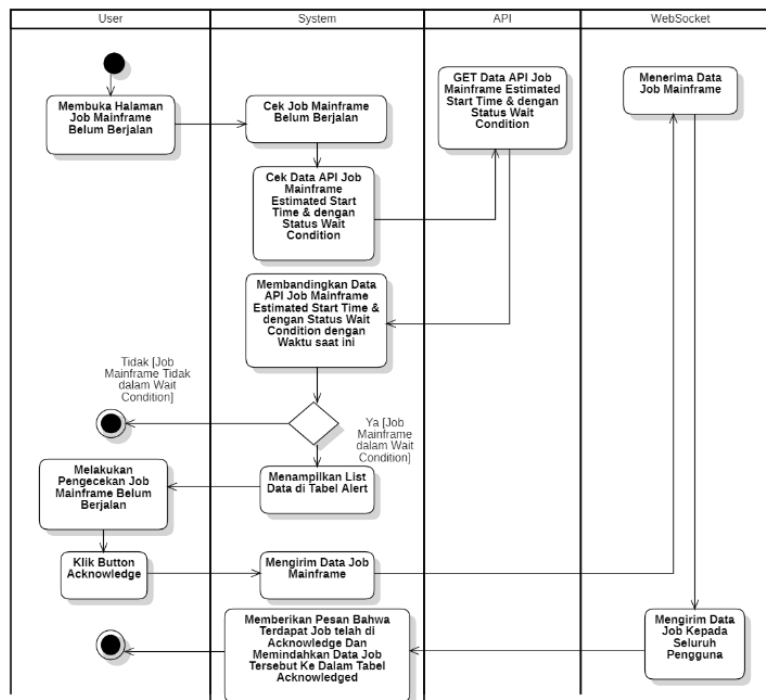 User
System
API
WebSocket
Membuka Halaman
Job Mainframe
Belum Berjalan
Cek Job Mainframe
Belum Berjalan
GET Data API Job
Mainframe Estimated
Start Time & dengan
Status Wait
Condition
Menerima Data
Job Mainframe
Cek Data API Job
Mainframe
Estimated Start
Time & dengan
Status Wait
Condition
Membandingkan Data
API Job Mainframe
Estimated Start Time &
dengan Status Wait
Condition dengan
Waktu saat ini
Tidak [Job
Mainframe Tidak
dalam Wait
Condition]
Ya [Job
Mainframe
dalam Wait
Condition]
Menampilkan List
Data di Tabel Alert
Melakukan
Pengecekan Job
Mainframe Belum
Berjalan
Klik Button
Acknowledge
Mengirim Data Job
Mainframe
Mengirim Data
Job Kepada
Seluruh
Pengguna
Memberikan Pesan Bahwa
Terdapat Job telah di
Acknowledge Dan
Memindahkan Data Job
Tersebut Ke Dalam Tabel
Acknowledged